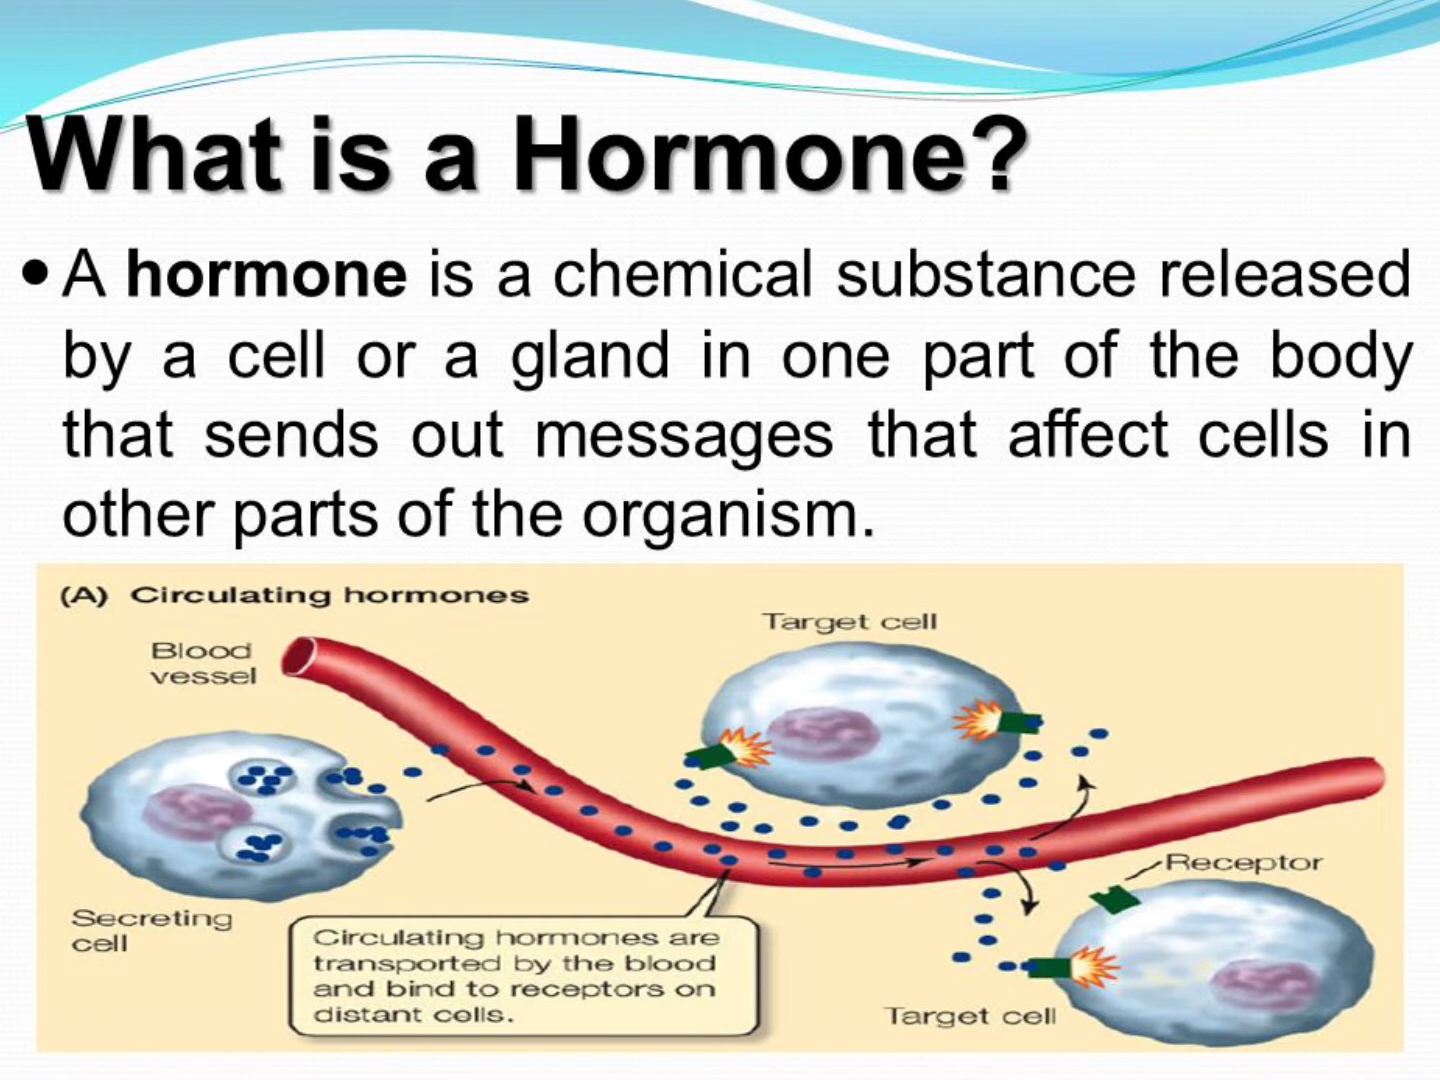 What is a Hormone?
• A hormone is a chemical substance released
by a cell or a gland in one part of the body
that sends out messages that affect cells in
other parts of the organism.
(A) Circulating hormones
Target cell
Blood
vessel
Receptor
Secreting
cell
Circulating hormones are
transported by the blood
and bind to receptors on
distant cells.
Target cell